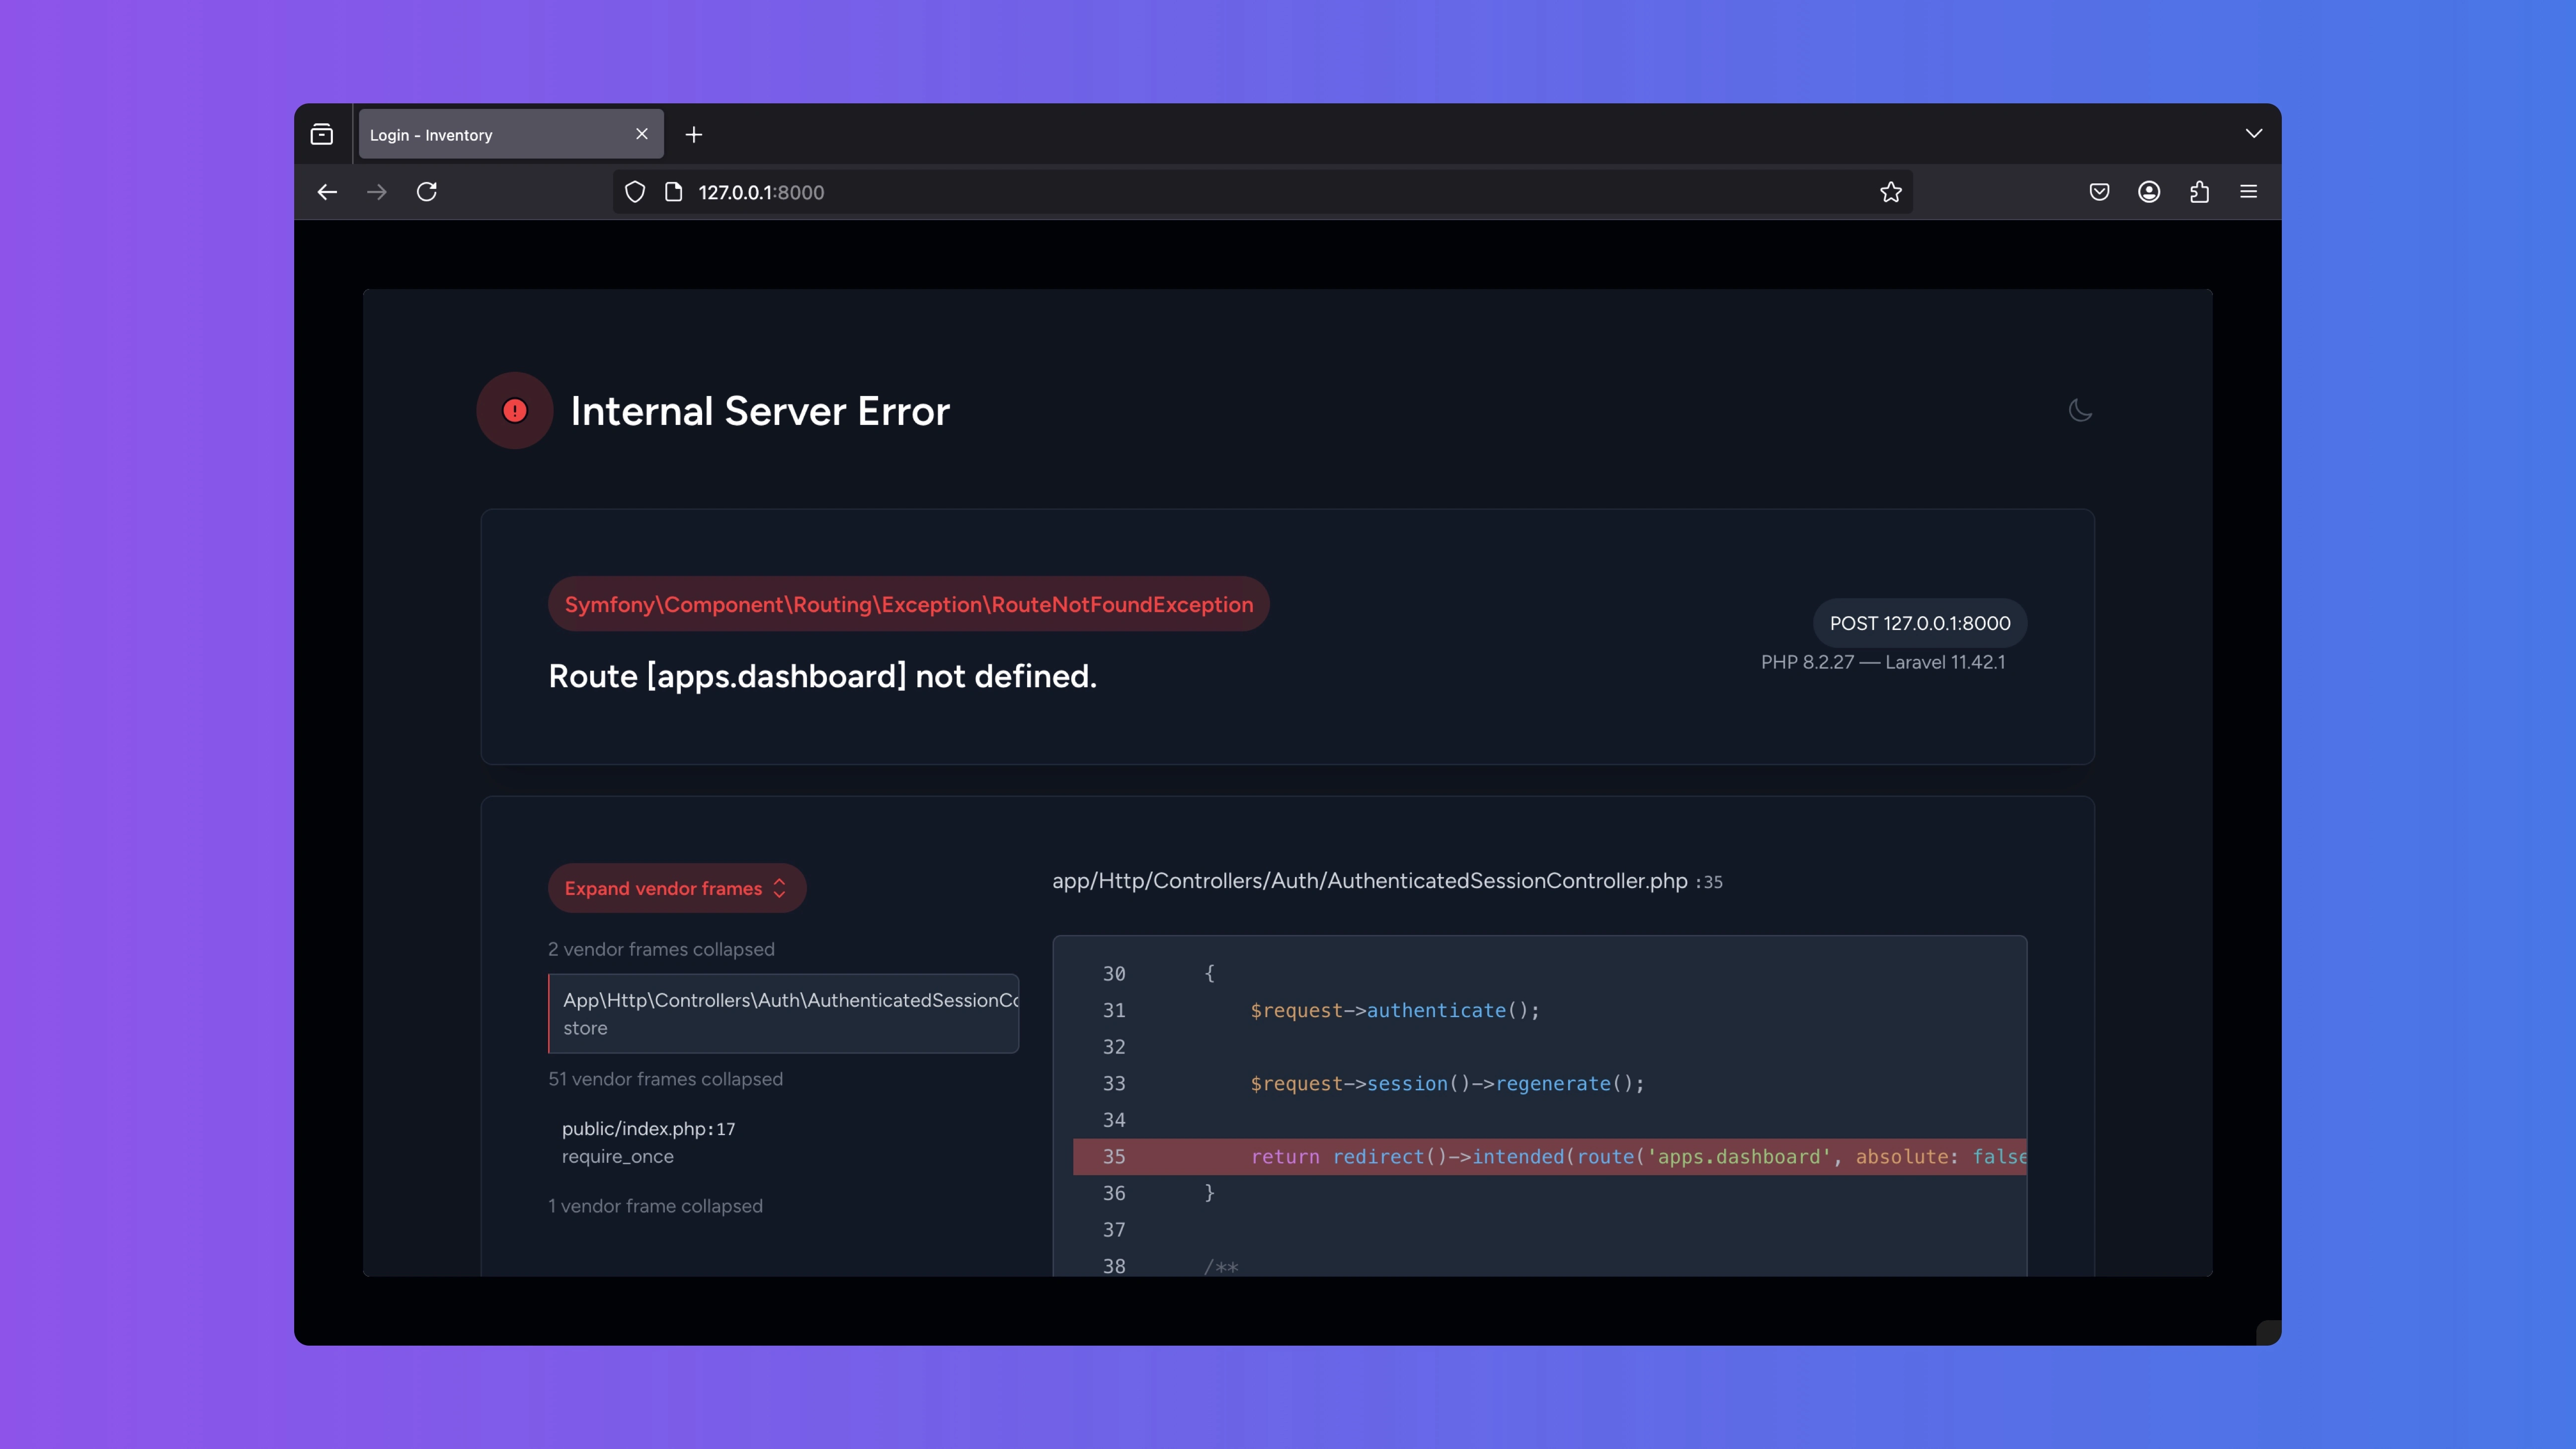 Login - Inventory
127.0.0.1:8000
Internal Server Error
Symfony\Component\Routing\Exception\RouteNotFoundException
Route [apps.dashboard] not defined.
POST 127.0.0.1:8000
PHP 8.2.27 — Laravel 11.42.1
Expand vendor frames
2 vendor frames collapsed
App\Http\Controllers\Auth\AuthenticatedSessionCo
store
51 vendor frames collapsed
public/index.php:17
require_once
1 vendor frame collapsed
app/Http/Controllers/Auth/AuthenticatedSessionController.php :35
30 {
31 $request->authenticate();
32
33 $request->session()->regenerate();
34
35 return redirect()->intended(route('apps.dashboard', absolute: false
36 }
37
38 /**